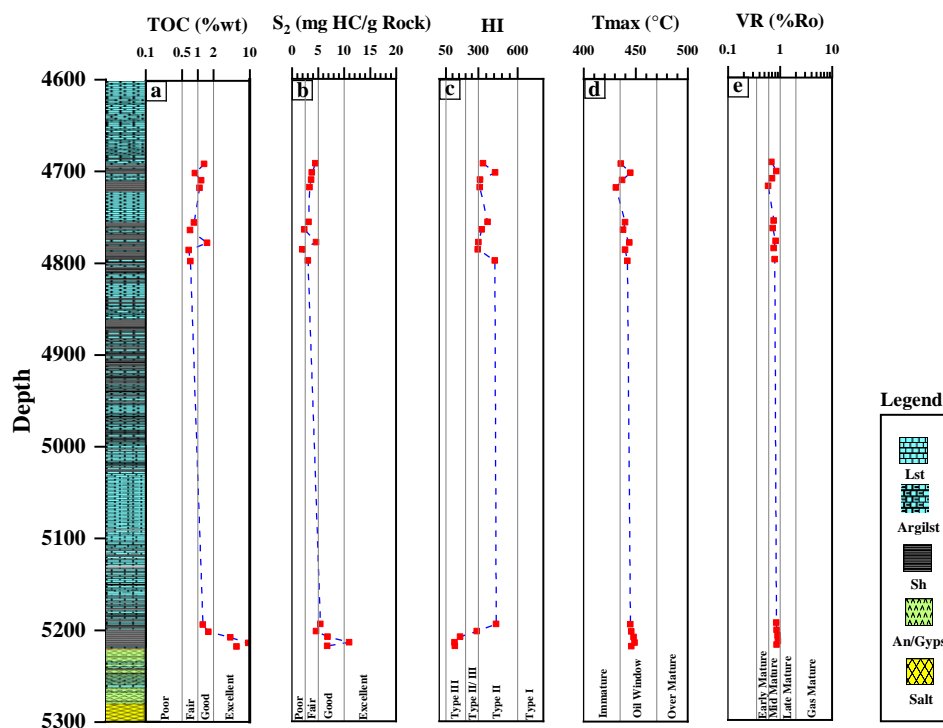 TOC (%wt)
S₂ (mg HC/g Rock)
HI
Tmax (°C)
VR (%Ro)
0.1 0.5 1 2 10
0 5 10 15 20
50 300 600
400 450 500
0.1 1 10
a
b
c
d
e
Depth
4600
4700
4800
4900
5000
5100
5200
5300
Poor
Fair
Good
Excellent
Poor
Fair
Good
Excellent
Type III
Type II/ III
Type II
Type I
Immature
Oil Window
Over Mature
Early Mature
Mid Mature
Late Mature
Gas Mature
Legend
Lst
Argilst
Sh
An/Gyps
Salt